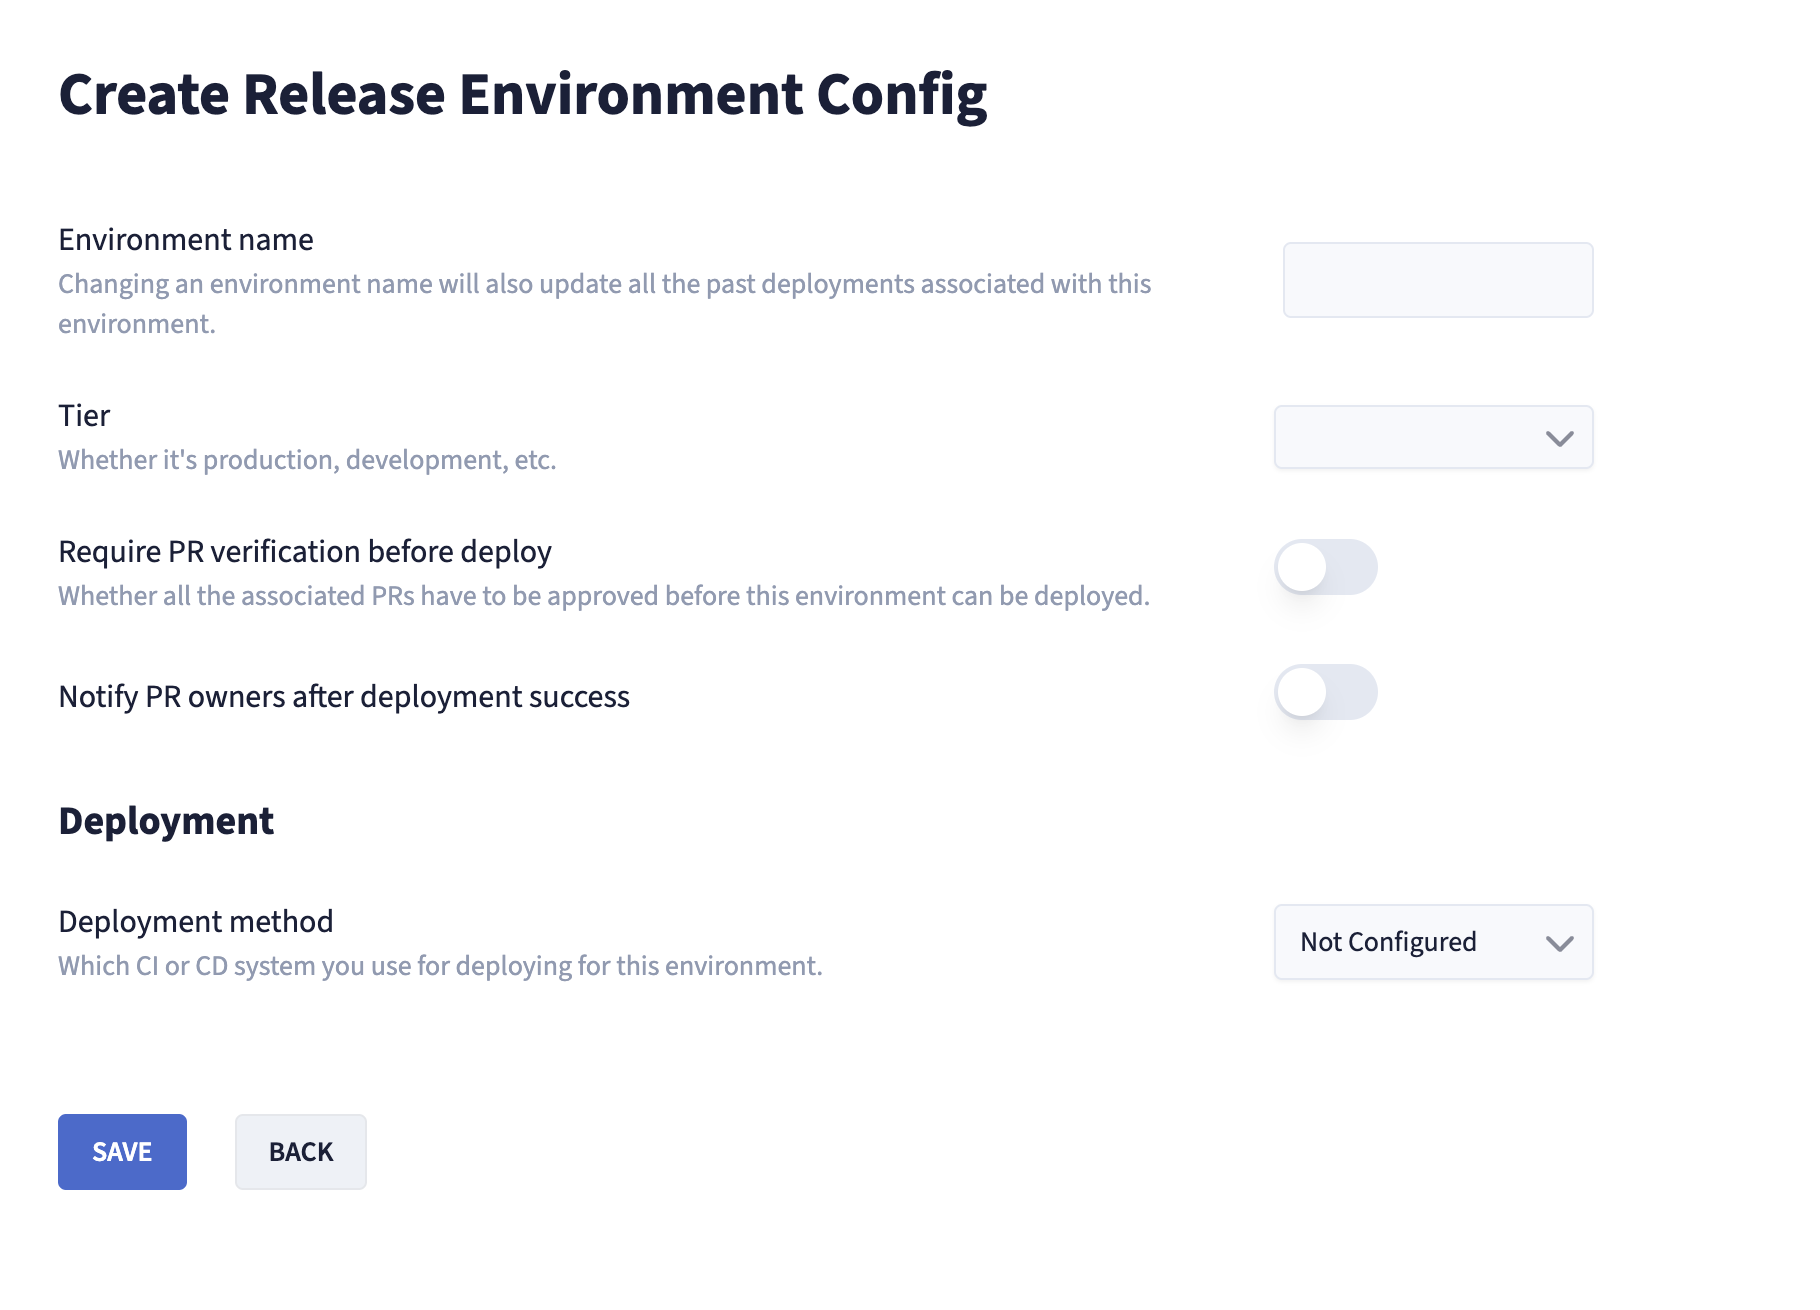 Create Release Environment Config
Environment name
Changing an environment name will also update all the past deployments associated with this
environment.
Tier
Whether it's production, development, etc.
Require PR verification before deploy
Whether all the associated PRs have to be approved before this environment can be deployed.
Notify PR owners after deployment success
Deployment
Deployment method
Which CI or CD system you use for deploying for this environment.
Not Configured
SAVE
BACK